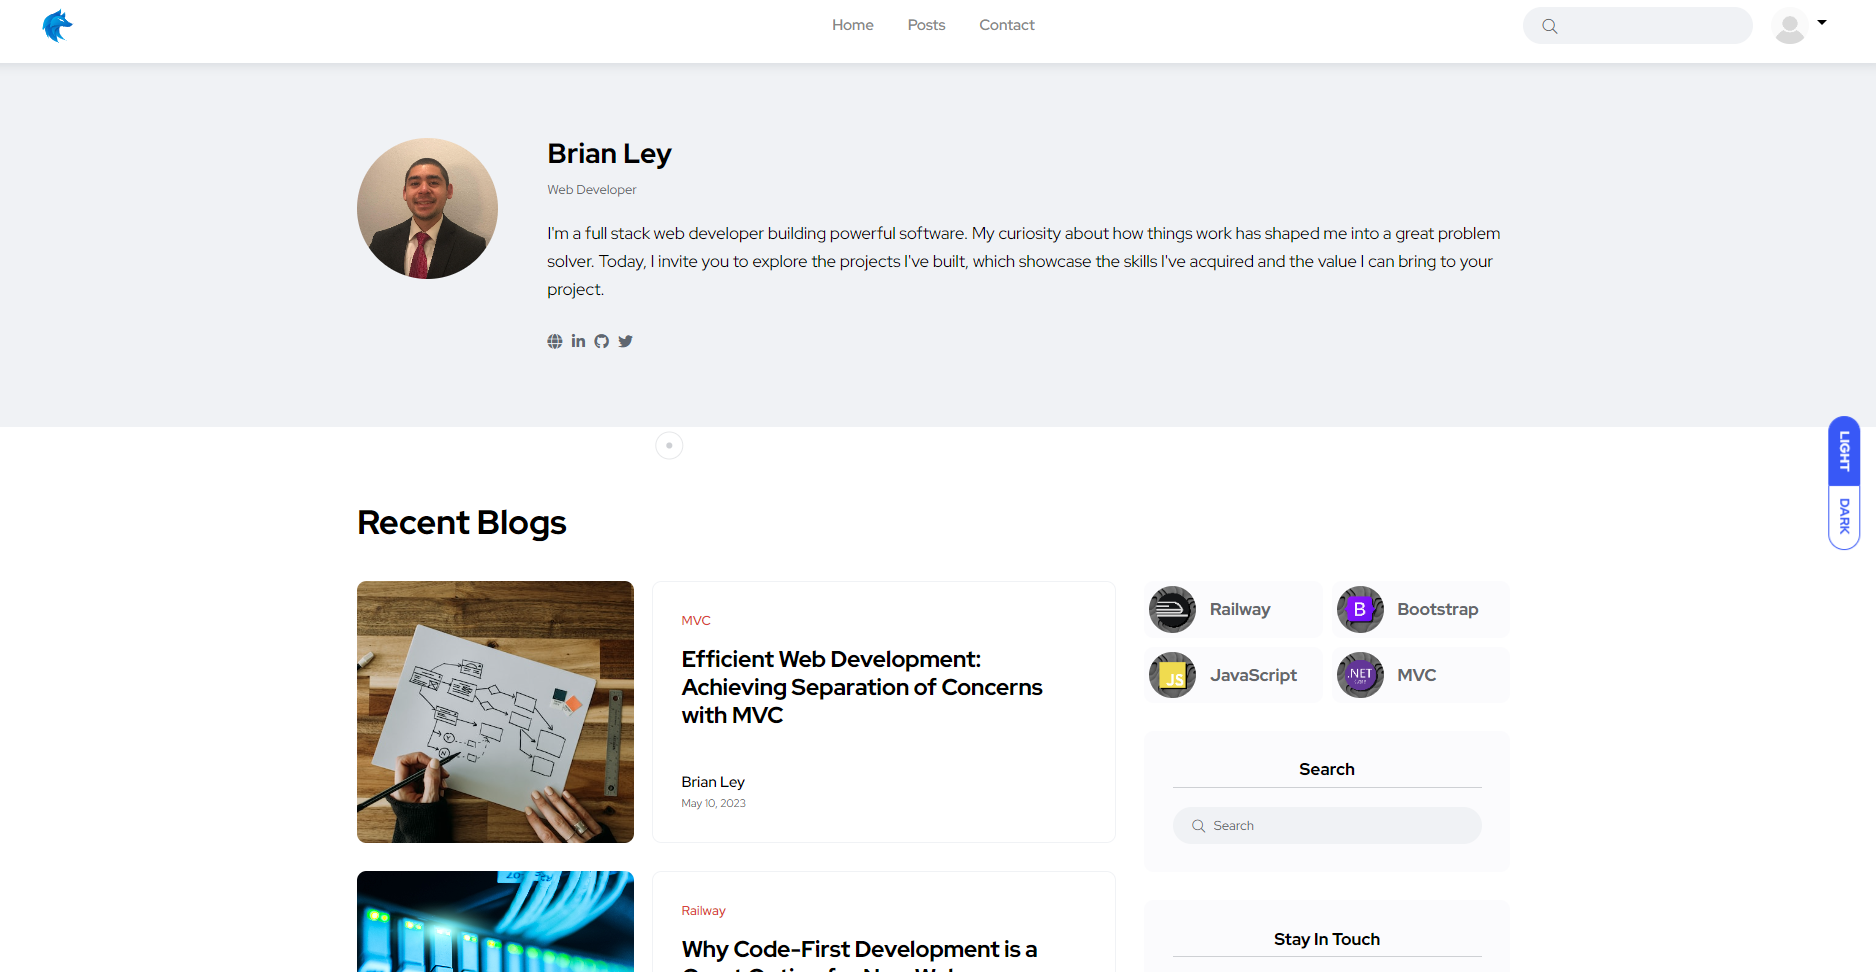 Home Posts Contact
Brian Ley
Web Developer
I'm a full stack web developer building powerful software. My curiosity about how things work has shaped me into a great problem
solver. Today, I invite you to explore the projects I've built, which showcase the skills I've acquired and the value I can bring to your
project.
LIGHT
DARK
Recent Blogs
MVC
Efficient Web Development:
Achieving Separation of Concerns
with MVC
Brian Ley
May 10, 2023
Railway
Why Code-First Development is a
Railway
Bootstrap
B
JavaScript
JS
MVC
.NET
Search
Search
Stay In Touch